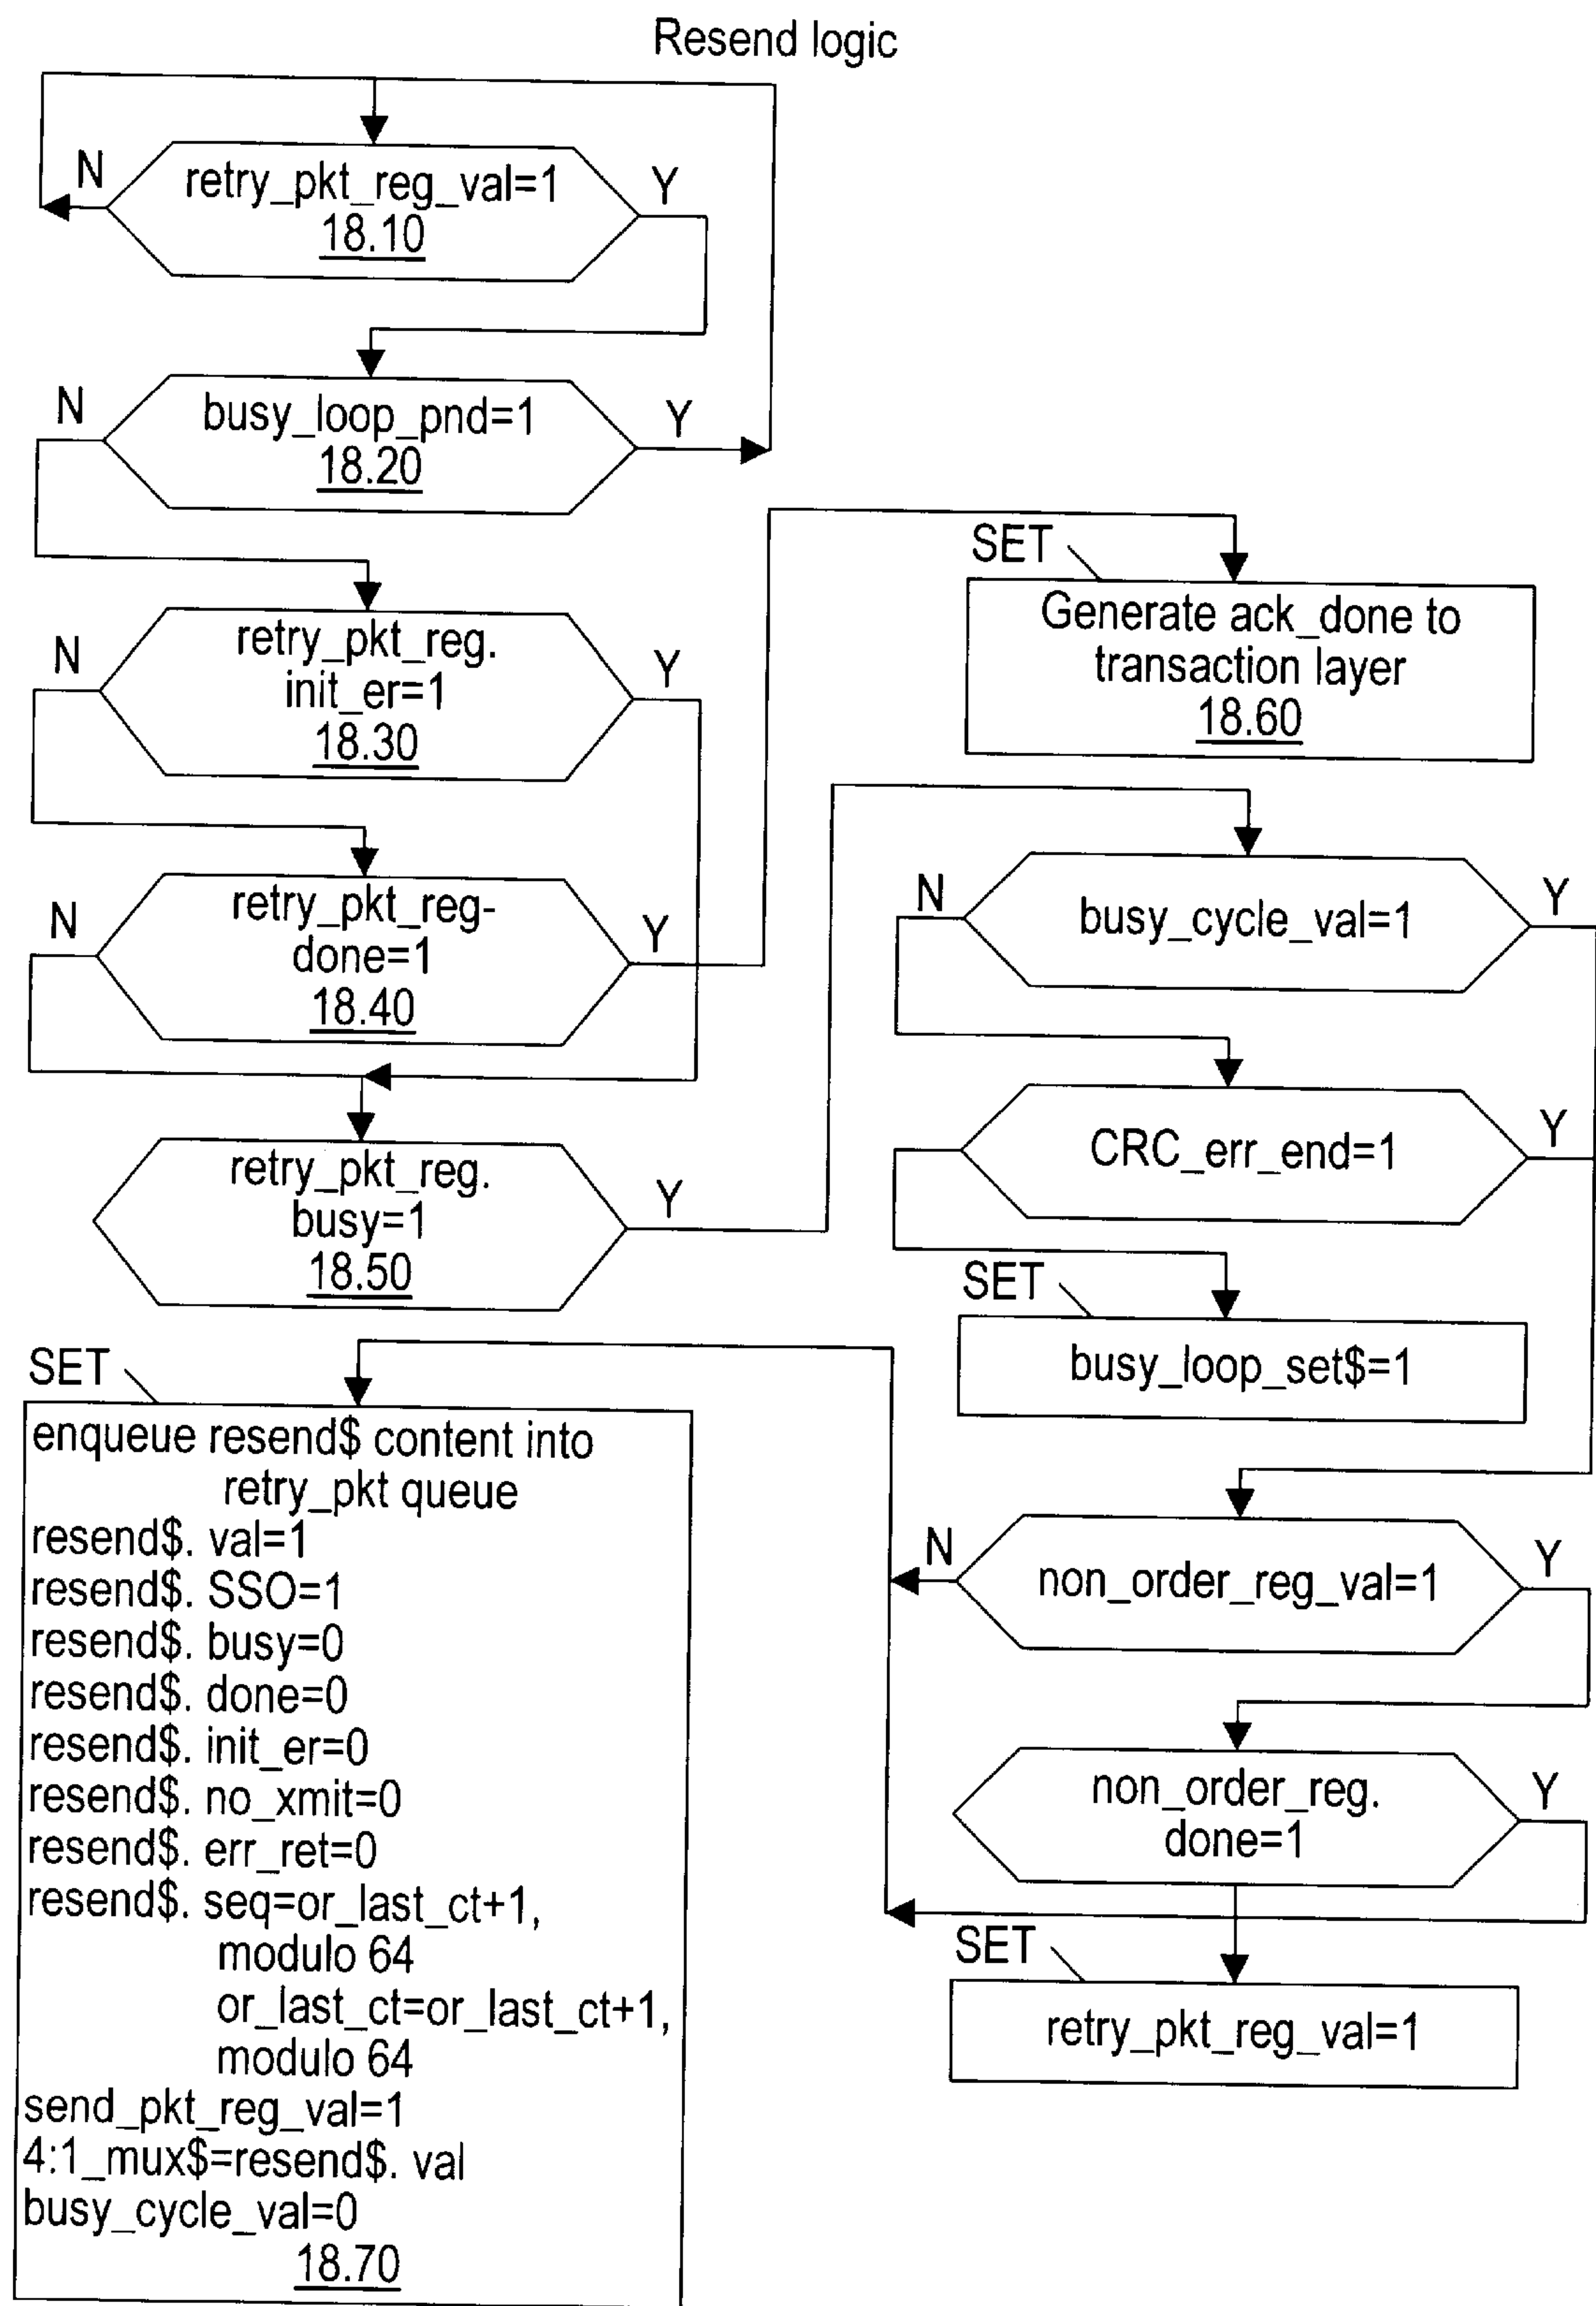 Resend logic
N
retry_pkt_reg_val=1
Y
18.10
N
busy_loop_pnd=1
Y
18.20
N
retry_pkt_reg.
init_er=1
Y
18.30
N
retry_pkt_reg-
done=1
Y
18.40
retry_pkt_reg.
busy=1
Y
18.50
SET
Generate ack_done to
transaction layer
18.60
N
busy_cycle_val=1
Y
CRC_err_end=1
Y
SET
busy_loop_set$=1
N
non_order_reg_val=1
Y
non_order_reg.
done=1
Y
SET
retry_pkt_reg_val=1
SET
enqueue resend$ content into
retry_pkt queue
resend$. val=1
resend$. SSO=1
resend$. busy=0
resend$. done=0
resend$. init_er=0
resend$. no_xmit=0
resend$. err_ret=0
resend$. seq=or_last_ct+1,
modulo 64
or_last_ct=or_last_ct+1,
modulo 64
send_pkt_reg_val=1
4:1_mux$=resend$. val
busy_cycle_val=0
18.70